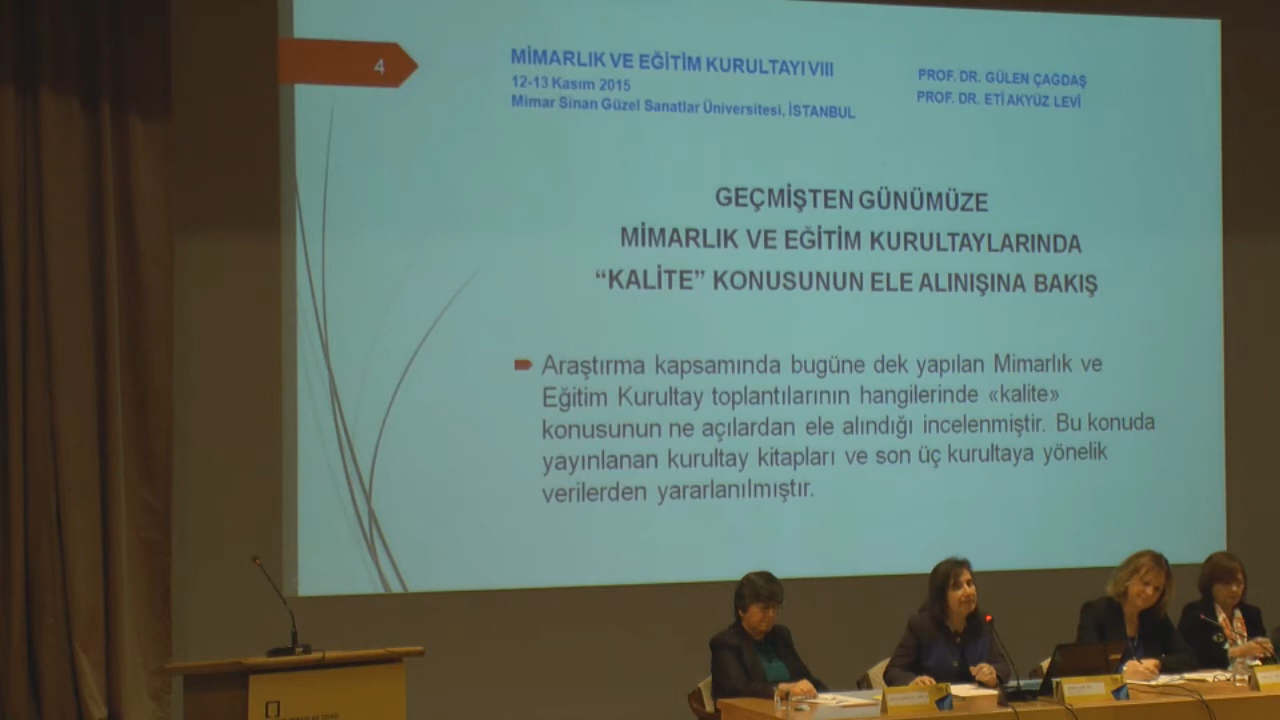 4
MİMARLIK VE EĞİTİM KURULTAYI VIII
12-13 Kasım 2015
Mimar Sinan Güzel Sanatlar Üniversitesi, İSTANBUL
PROF. DR. GÜLEN ÇAĞDAŞ
PROF. DR. ETİ AKYÜZ LEVİ
GEÇMİŞTEN GÜNÜMÜZE
MİMARLIK VE EĞİTİM KURULTAYLARINDA
“KALİTE” KONUSUNUN ELE ALINIŞINA BAKIŞ
Araştırma kapsamında bugüne dek yapılan Mimarlık ve
Eğitim Kurultay toplantılarının hangilerinde «kalite»
konusunun ne açılardan ele alındığı incelenmiştir. Bu konuda
yayınlanan kurultay kitapları ve son üç kurultaya yönelik
verilerden yararlanılmıştır.